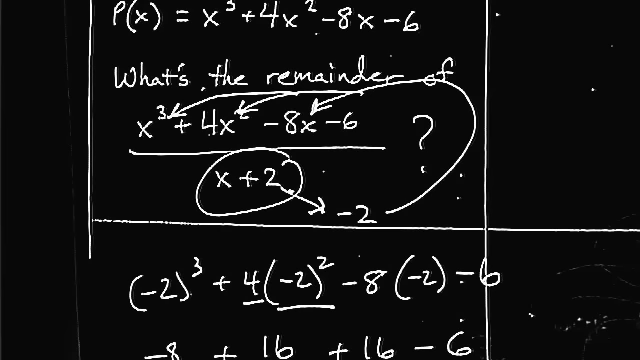 P(x) = x³ + 4x² - 8x - 6
What's the remainder of
x³ + 4x² - 8x - 6
?
x + 2
-2
(-2)³ + 4(-2)² - 8(-2) - 6
-8 + 16 + 16 - 6